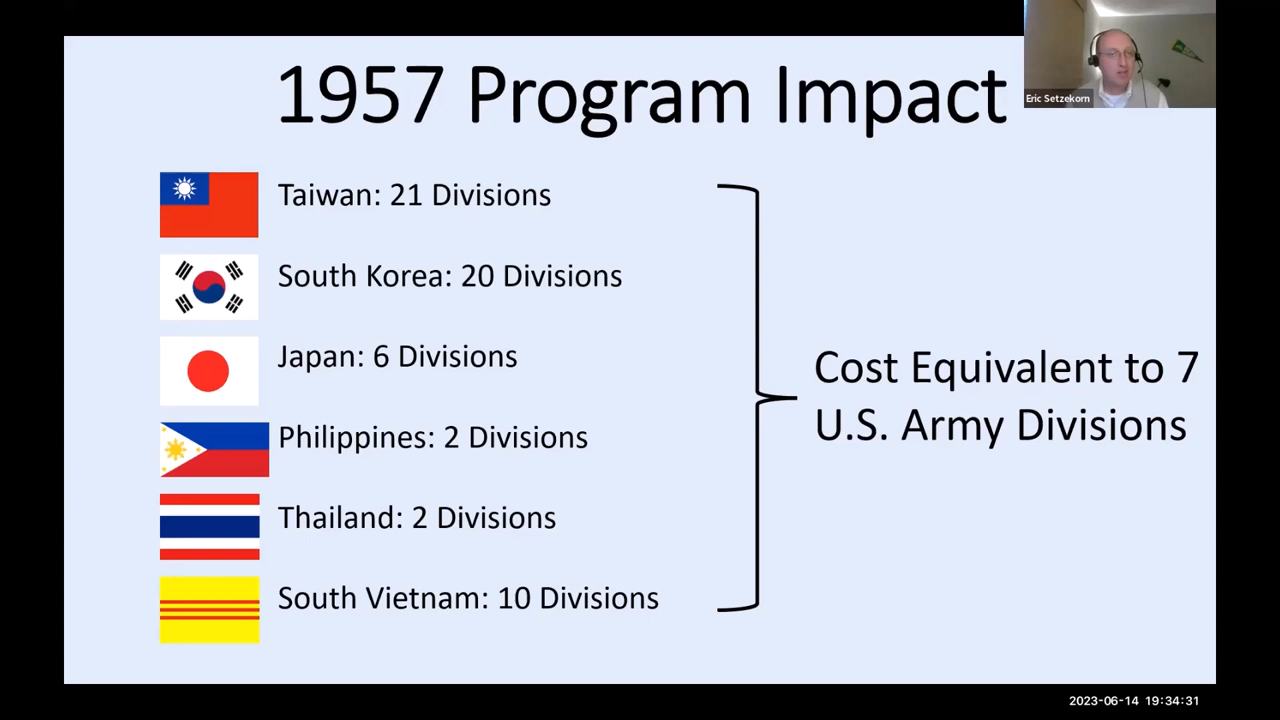 1957 Program Impact
Eric Setzekorn
Taiwan: 21 Divisions
South Korea: 20 Divisions
Japan: 6 Divisions
Philippines: 2 Divisions
Thailand: 2 Divisions
South Vietnam: 10 Divisions
Cost Equivalent to 7
U.S. Army Divisions
2023-06-14 19:34:31